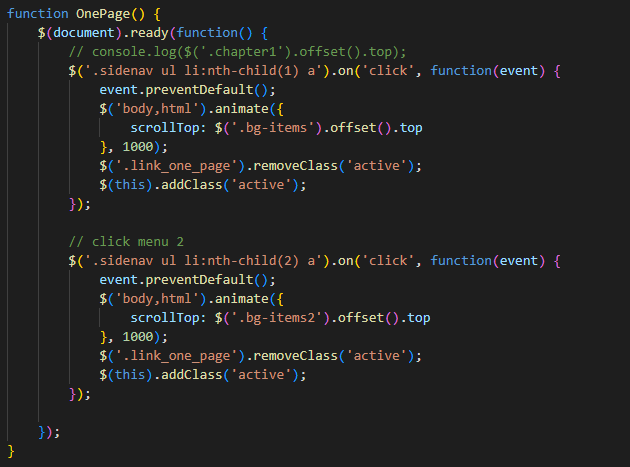 function OnePage() {
    $(document).ready(function() {
        // console.log($('.chapter1').offset().top);
        $('.sidenav ul li:nth-child(1) a').on('click', function(event) {
            event.preventDefault();
            $('body,html').animate({
                scrollTop: $('.bg-items').offset().top
            }, 1000);
            $('.link_one_page').removeClass('active');
            $(this).addClass('active');
        });

        // click menu 2
        $('.sidenav ul li:nth-child(2) a').on('click', function(event) {
            event.preventDefault();
            $('body,html').animate({
                scrollTop: $('.bg-items2').offset().top
            }, 1000);
            $('.link_one_page').removeClass('active');
            $(this).addClass('active');
        });

    });
}